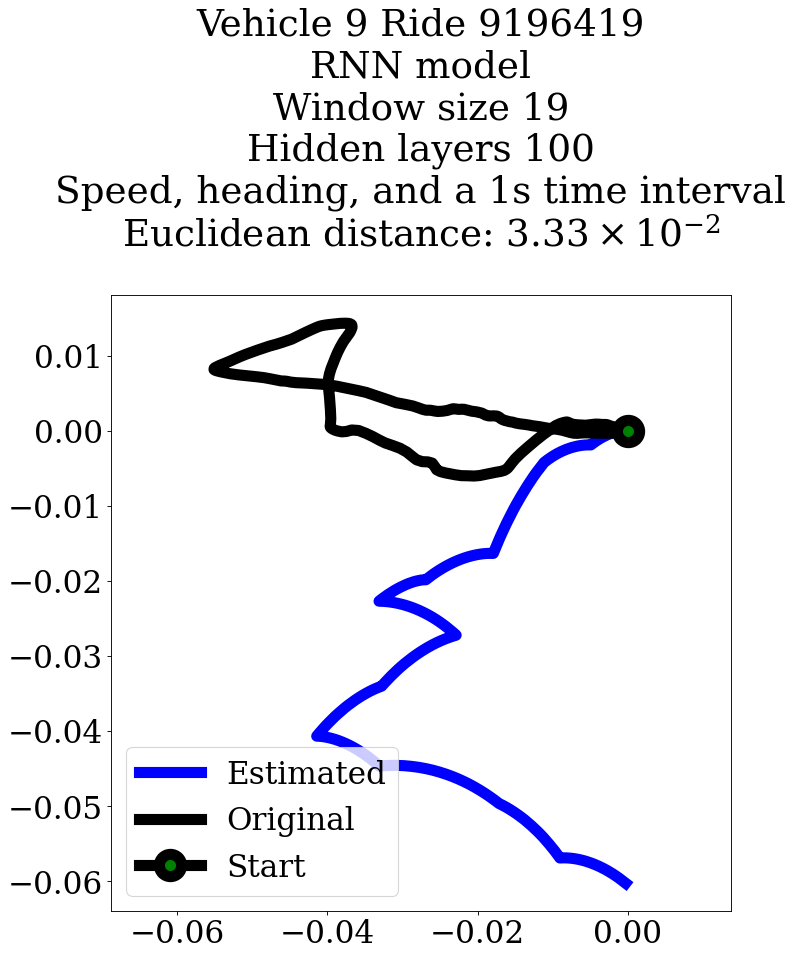 Vehicle 9 Ride 9196419
RNN model
Window size 19
Hidden layers 100
Speed, heading, and a 1s time interval
Euclidean distance: 3.33 × 10⁻²
0.01
0.00
−0.01
−0.02
−0.03
−0.04
−0.05
−0.06
Estimated
Original
Start
−0.06 −0.04 −0.02 0.00